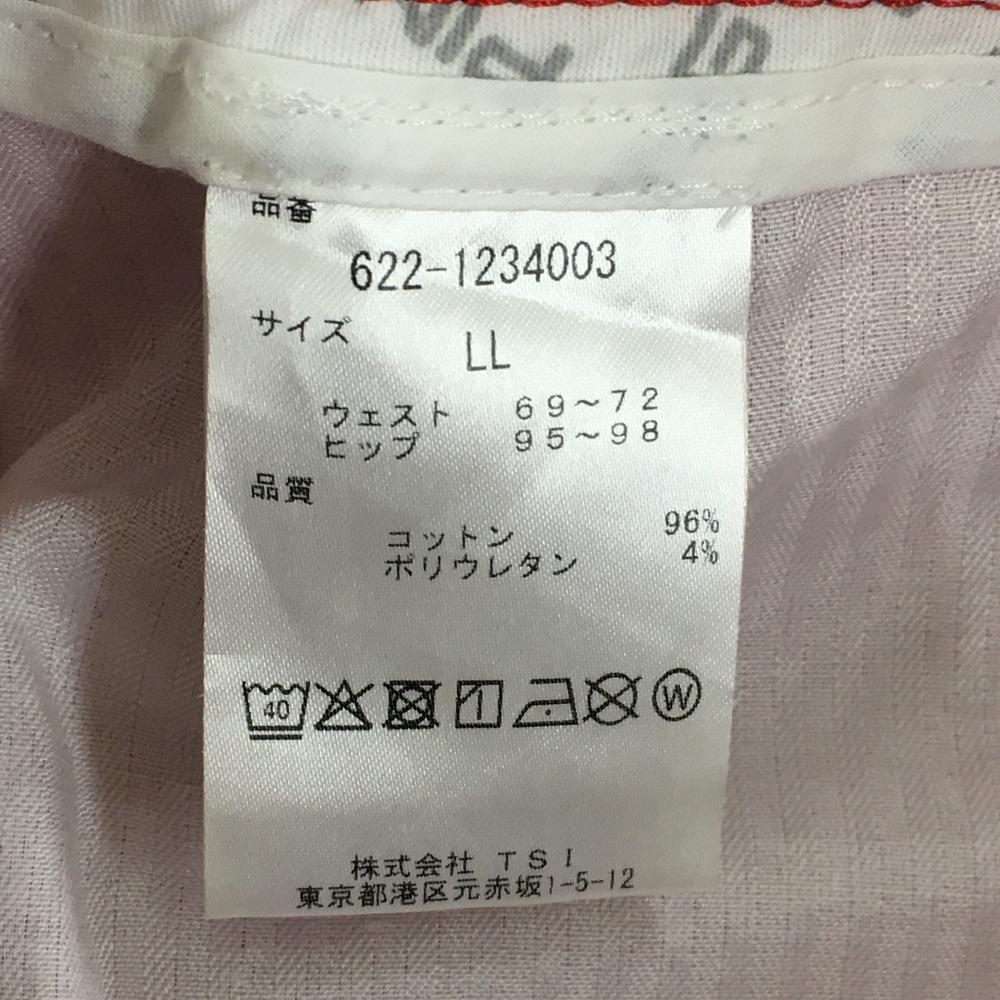 品番
622-1234003
サイズ
LL
ウェスト 69～72
ヒップ 95～98
品質
コットン 96%
ポリウレタン 4%
40 W
株式会社 TSI
東京都港区元赤坂1-5-12